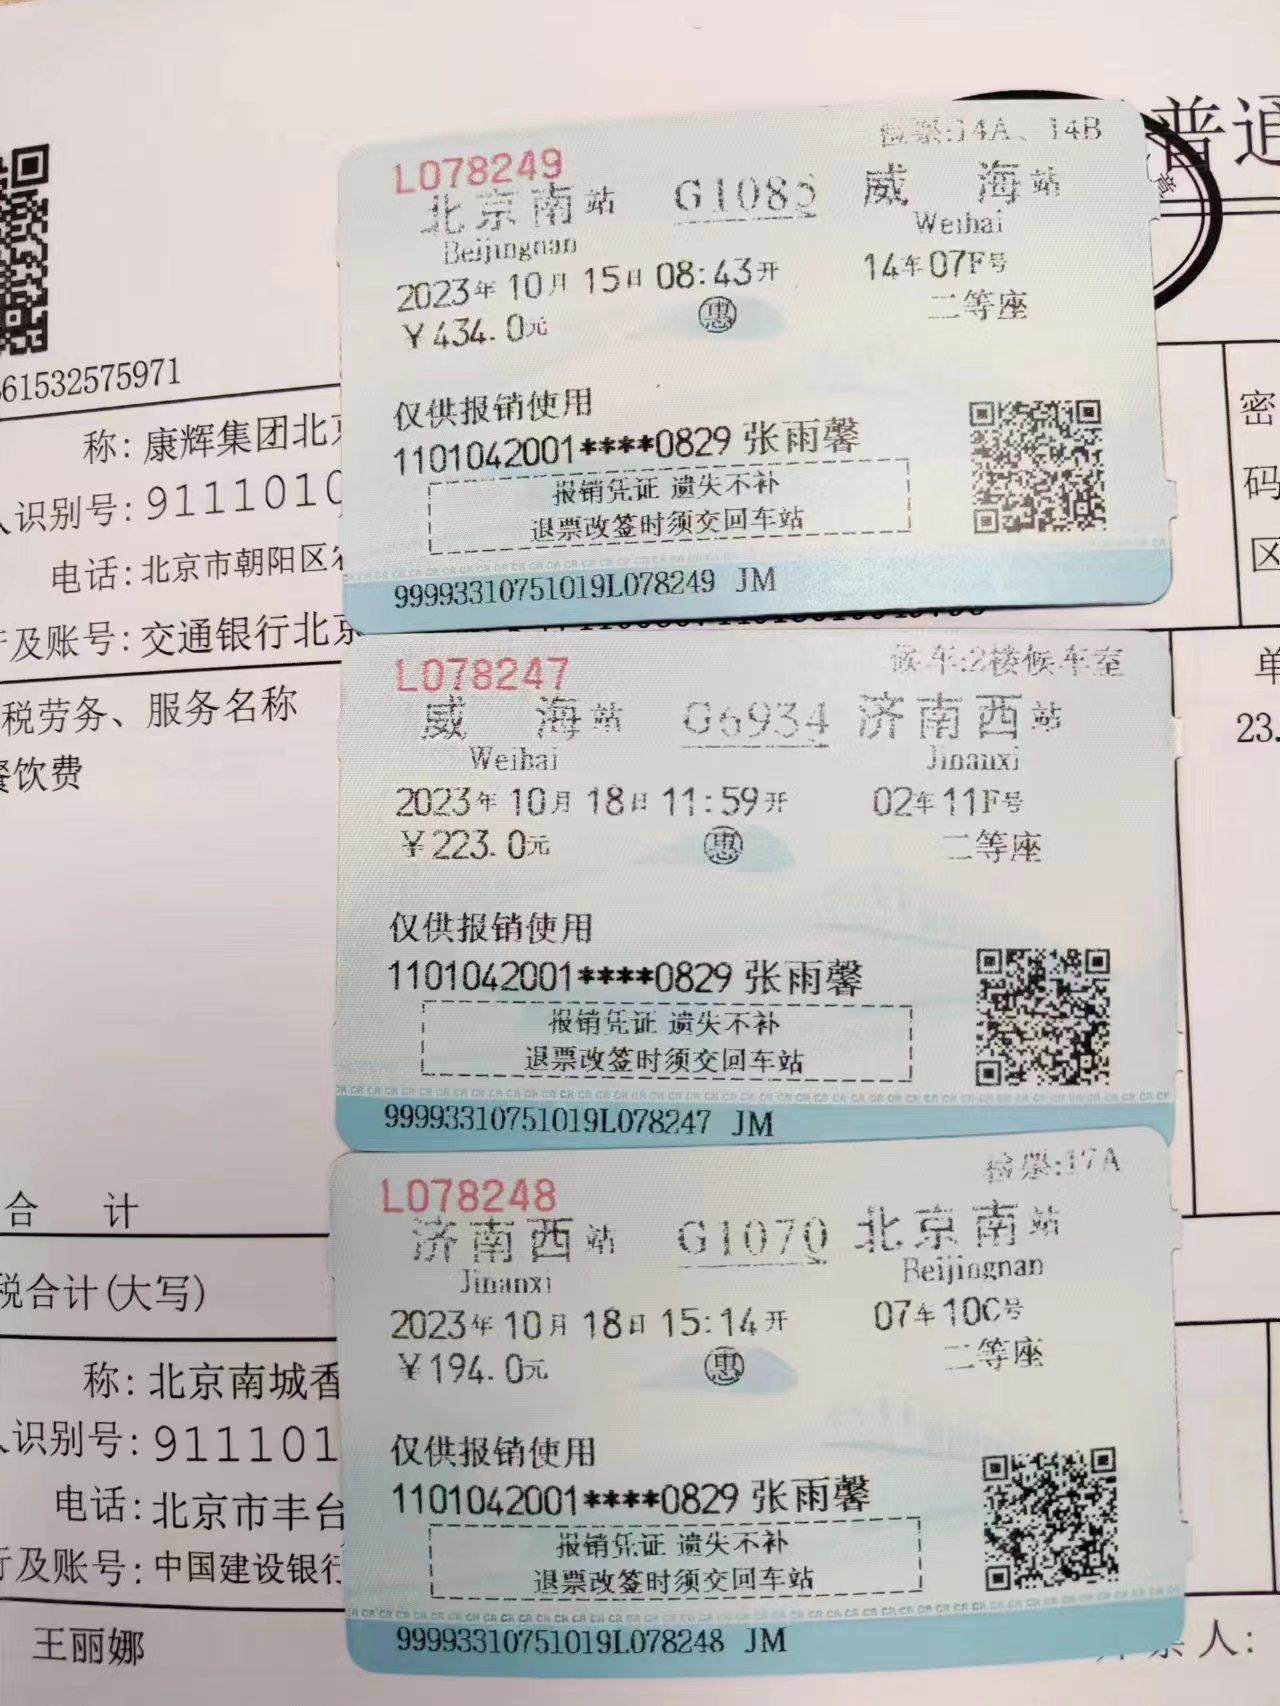 普通
61532575971
称:康辉集团北京
人识别号:9111010
电话:北京市朝阳区
及账号:交通银行北京
密
码
区
税劳务、服务名称
餐饮费
单
23.
检票:14A、14B
L078249
北京南站 G1085 威海站
Beijingnan Weihai
2023年10月15日08:43开 14车07F号
￥434.0元 惠 二等座
仅供报销使用
1101042001****0829 张雨馨
报销凭证 遗失不补
退票改签时须交回车站
99993310751019L078249 JM
L078247 候车:2楼候车室
威海站 G6934 济南西站
Weihai Jinanxi
2023年10月18日11:59开 02车11F号
￥223.0元 惠 二等座
仅供报销使用
1101042001****0829 张雨馨
报销凭证 遗失不补
退票改签时须交回车站
99993310751019L078247 JM
检票:17A
L078248
济南西站 G1070 北京南站
Jinanxi Beijingnan
2023年10月18日15:14开 07车10C号
￥194.0元 惠 二等座
仅供报销使用
1101042001****0829 张雨馨
报销凭证 遗失不补
退票改签时须交回车站
99993310751019L078248 JM
合计
税合计(大写)
称:北京南城香
人识别号:911101
电话:北京市丰台
行及账号:中国建设银行
王丽娜
票人: